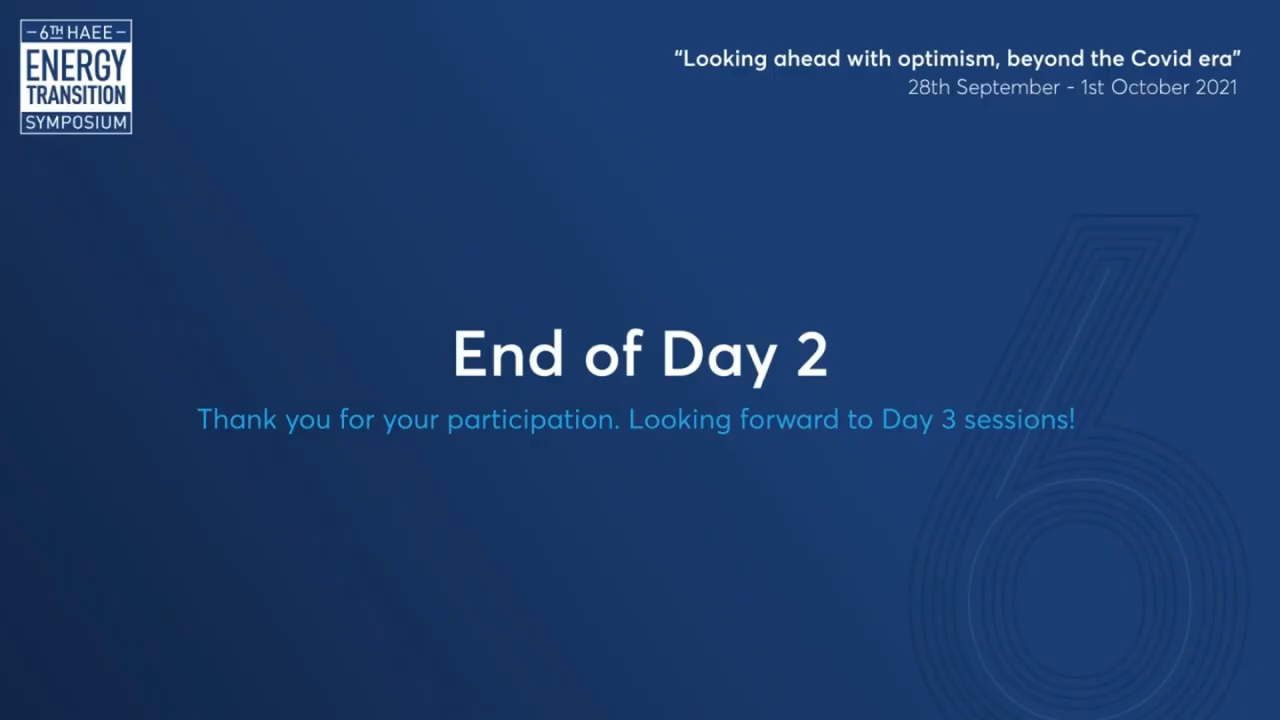 6TH HAEE
ENERGY
TRANSITION
SYMPOSIUM
“Looking ahead with optimism, beyond the Covid era”
28th September - 1st October 2021
End of Day 2
Thank you for your participation. Looking forward to Day 3 sessions!
6